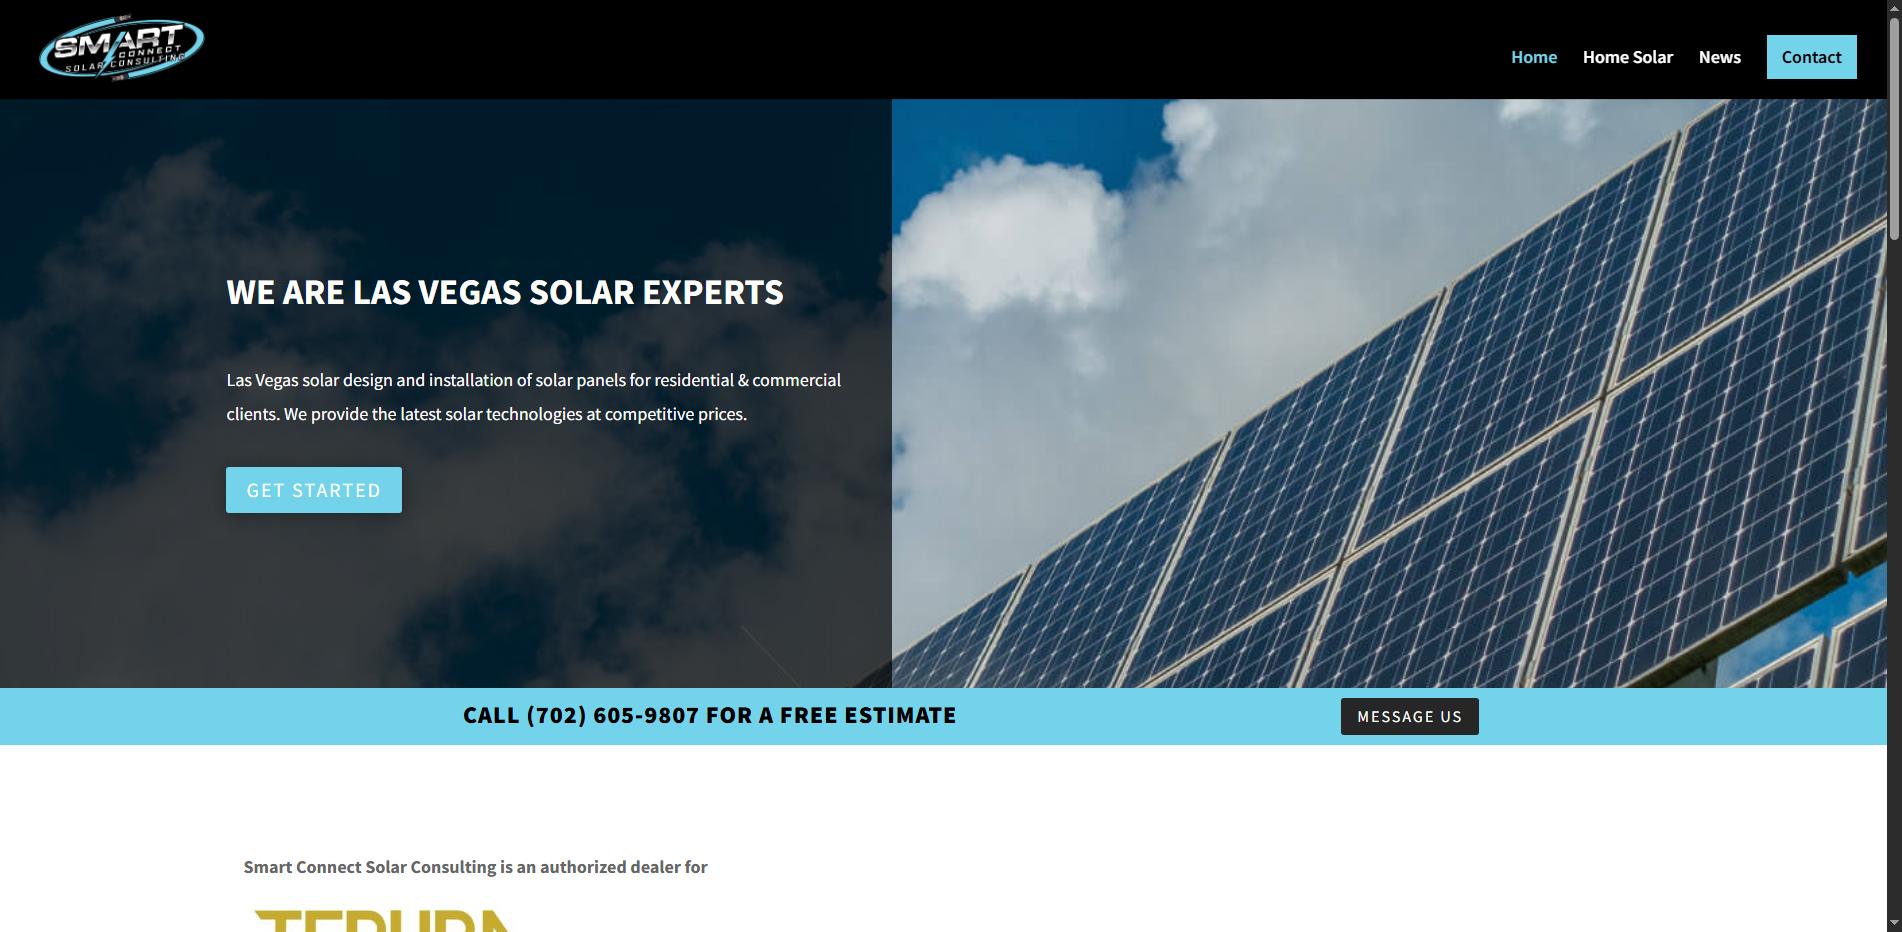 SMART
CONNECT
SOLAR CONSULTING
Home
Home Solar
News
Contact
WE ARE LAS VEGAS SOLAR EXPERTS
Las Vegas solar design and installation of solar panels for residential & commercial
clients. We provide the latest solar technologies at competitive prices.
GET STARTED
CALL (702) 605-9807 FOR A FREE ESTIMATE
MESSAGE US
Smart Connect Solar Consulting is an authorized dealer for